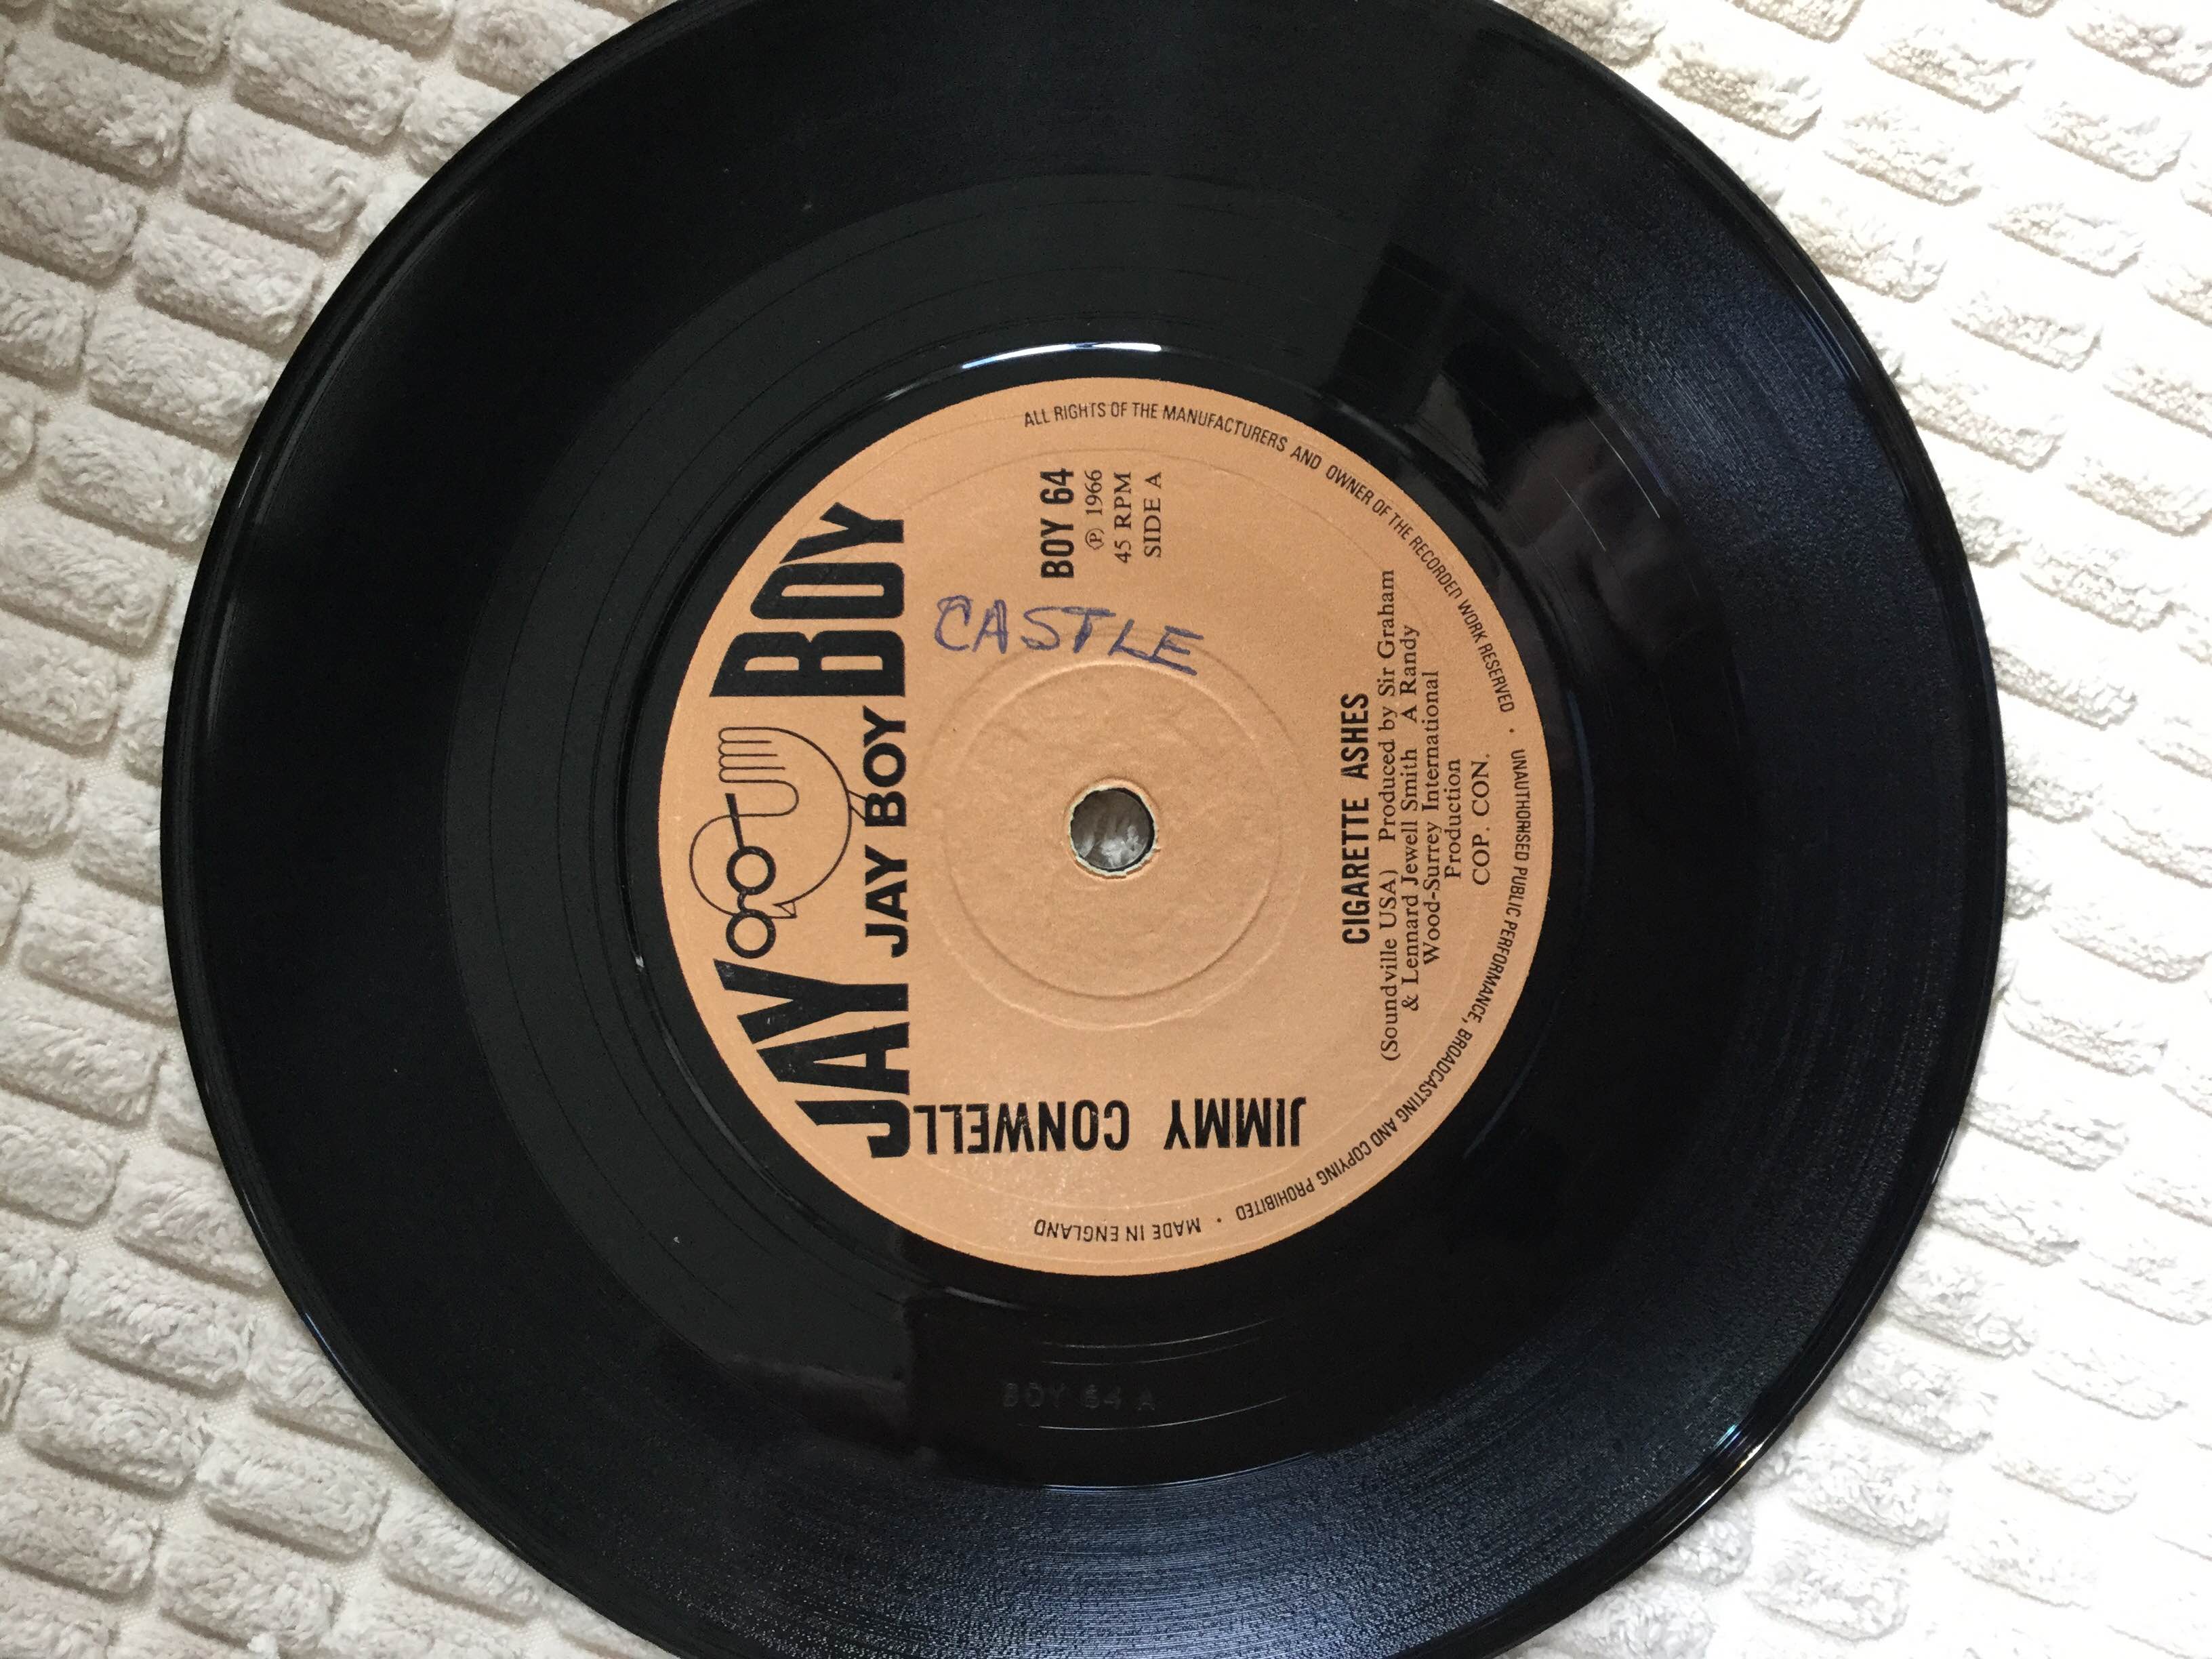 JAY BOY
JAY BOY JAY BOY
CASTLE
BOY 64
Ⓟ 1966
45 RPM
SIDE A
JIMMY CONWELL
CIGARETTE ASHES
(Soundville USA) Produced by Sir Graham
& Lennard Jewell Smith A Randy
Wood-Surrey International
Production
COP. CON.
ALL RIGHTS OF THE MANUFACTURERS AND OWNER OF THE RECORDED WORK RESERVED · UNAUTHORISED PUBLIC PERFORMANCE, BROADCASTING AND COPYING PROHIBITED · MADE IN ENGLAND
BOY 64 A